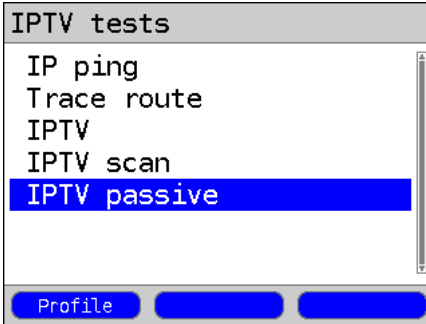 IPTV tests
IP ping
Trace route
IPTV
IPTV scan
IPTV passive
Profile